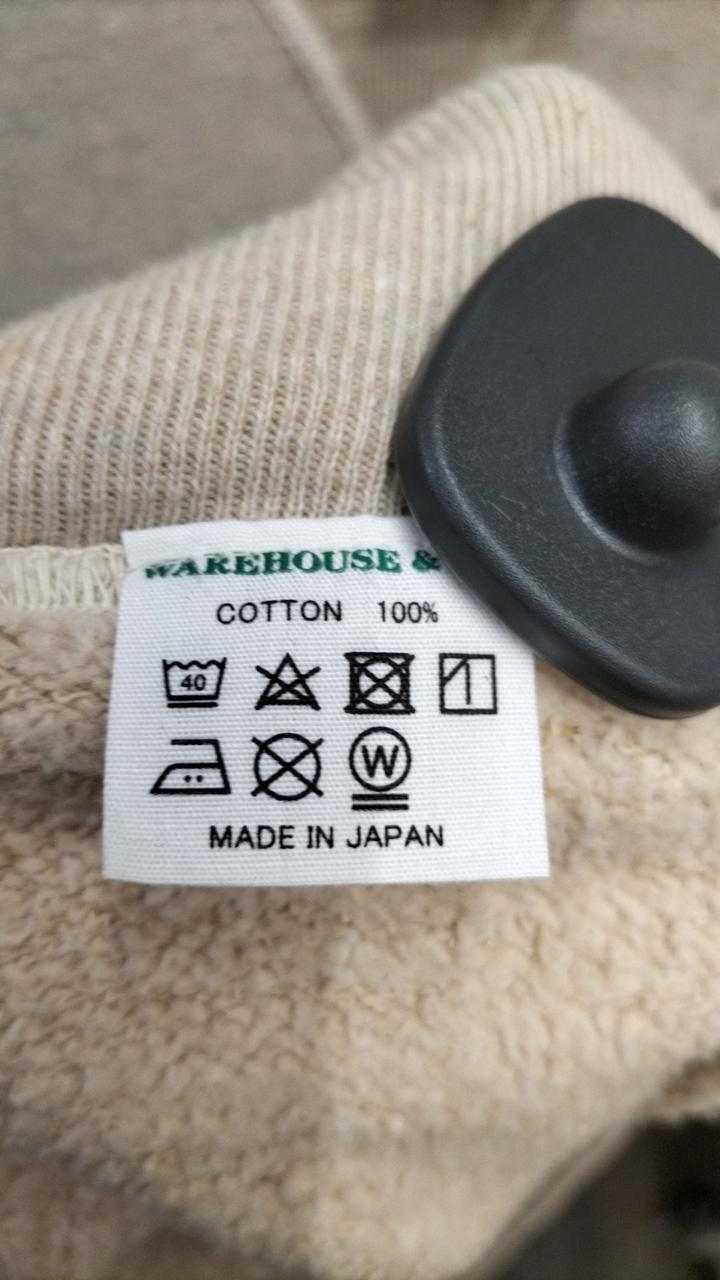 WAREHOUSE &
COTTON 100%
40
W
MADE IN JAPAN